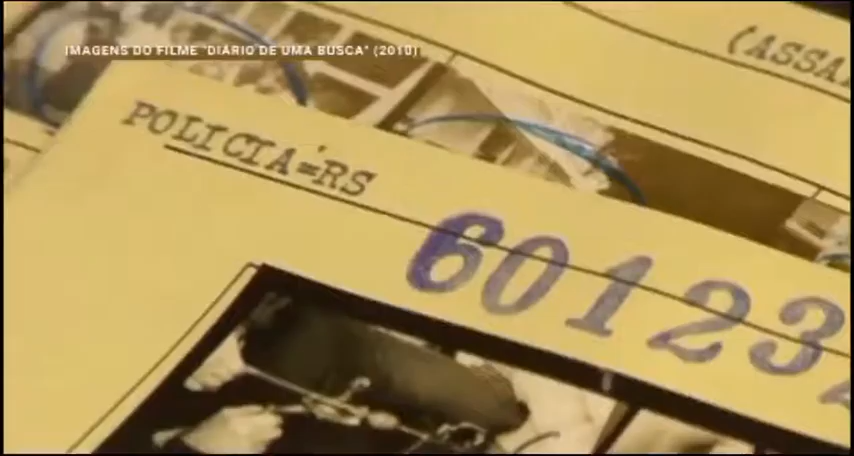 IMAGENS DO FILME "DIÁRIO DE UMA BUSCA" (2010)
(ASSA
POLICIA=RS
60123